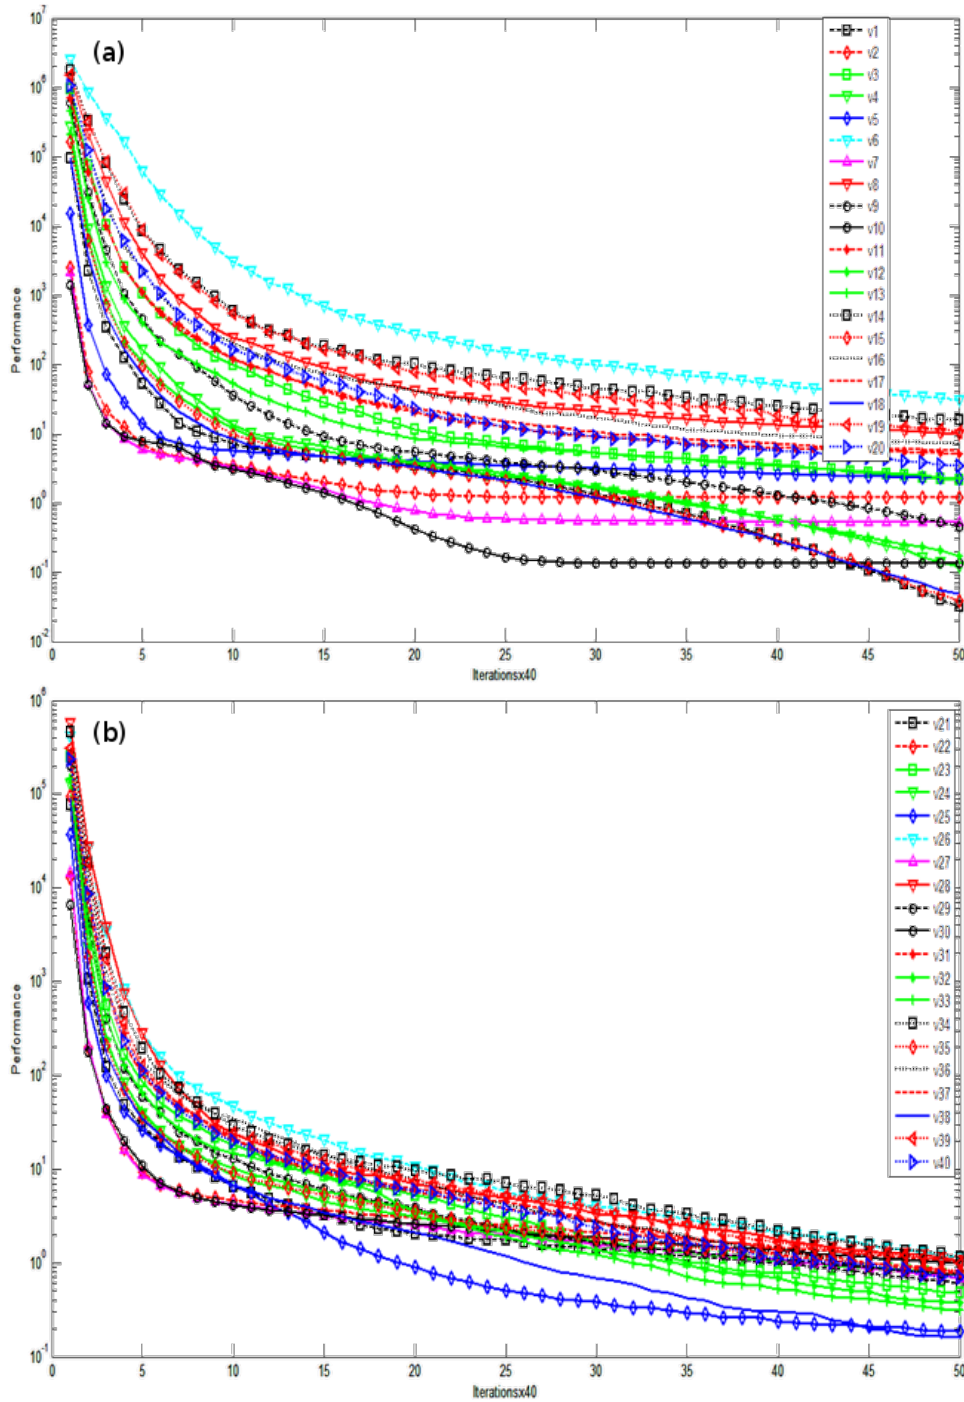 10^7
(a)
10^6
10^5
10^4
10^3
10^2
10^1
10^0
10^-1
10^-2
Performance
0 5 10 15 20 25 30 35 40 45 50
Iterationsx40
v1
v2
v3
v4
v5
v6
v7
v8
v9
v10
v11
v12
v13
v14
v15
v16
v17
v18
v19
v20
10^6
(b)
10^5
10^4
10^3
10^2
10^1
10^0
10^-1
Performance
0 5 10 15 20 25 30 35 40 45 50
Iterationsx40
v21
v22
v23
v24
v25
v26
v27
v28
v29
v30
v31
v32
v33
v34
v35
v36
v37
v38
v39
v40